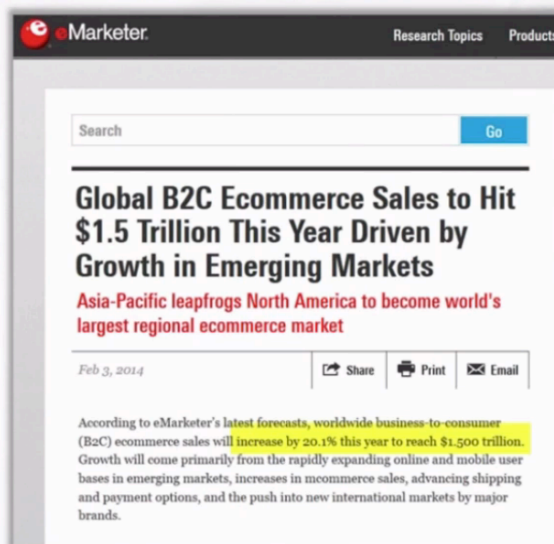 eMarketer.
Research Topics Products
Search Go
Global B2C Ecommerce Sales to Hit
$1.5 Trillion This Year Driven by
Growth in Emerging Markets
Asia-Pacific leapfrogs North America to become world's
largest regional ecommerce market
Feb 3, 2014 Share Print Email
According to eMarketer's latest forecasts, worldwide business-to-consumer
(B2C) ecommerce sales will increase by 20.1% this year to reach $1.500 trillion.
Growth will come primarily from the rapidly expanding online and mobile user
bases in emerging markets, increases in mcommerce sales, advancing shipping
and payment options, and the push into new international markets by major
brands.